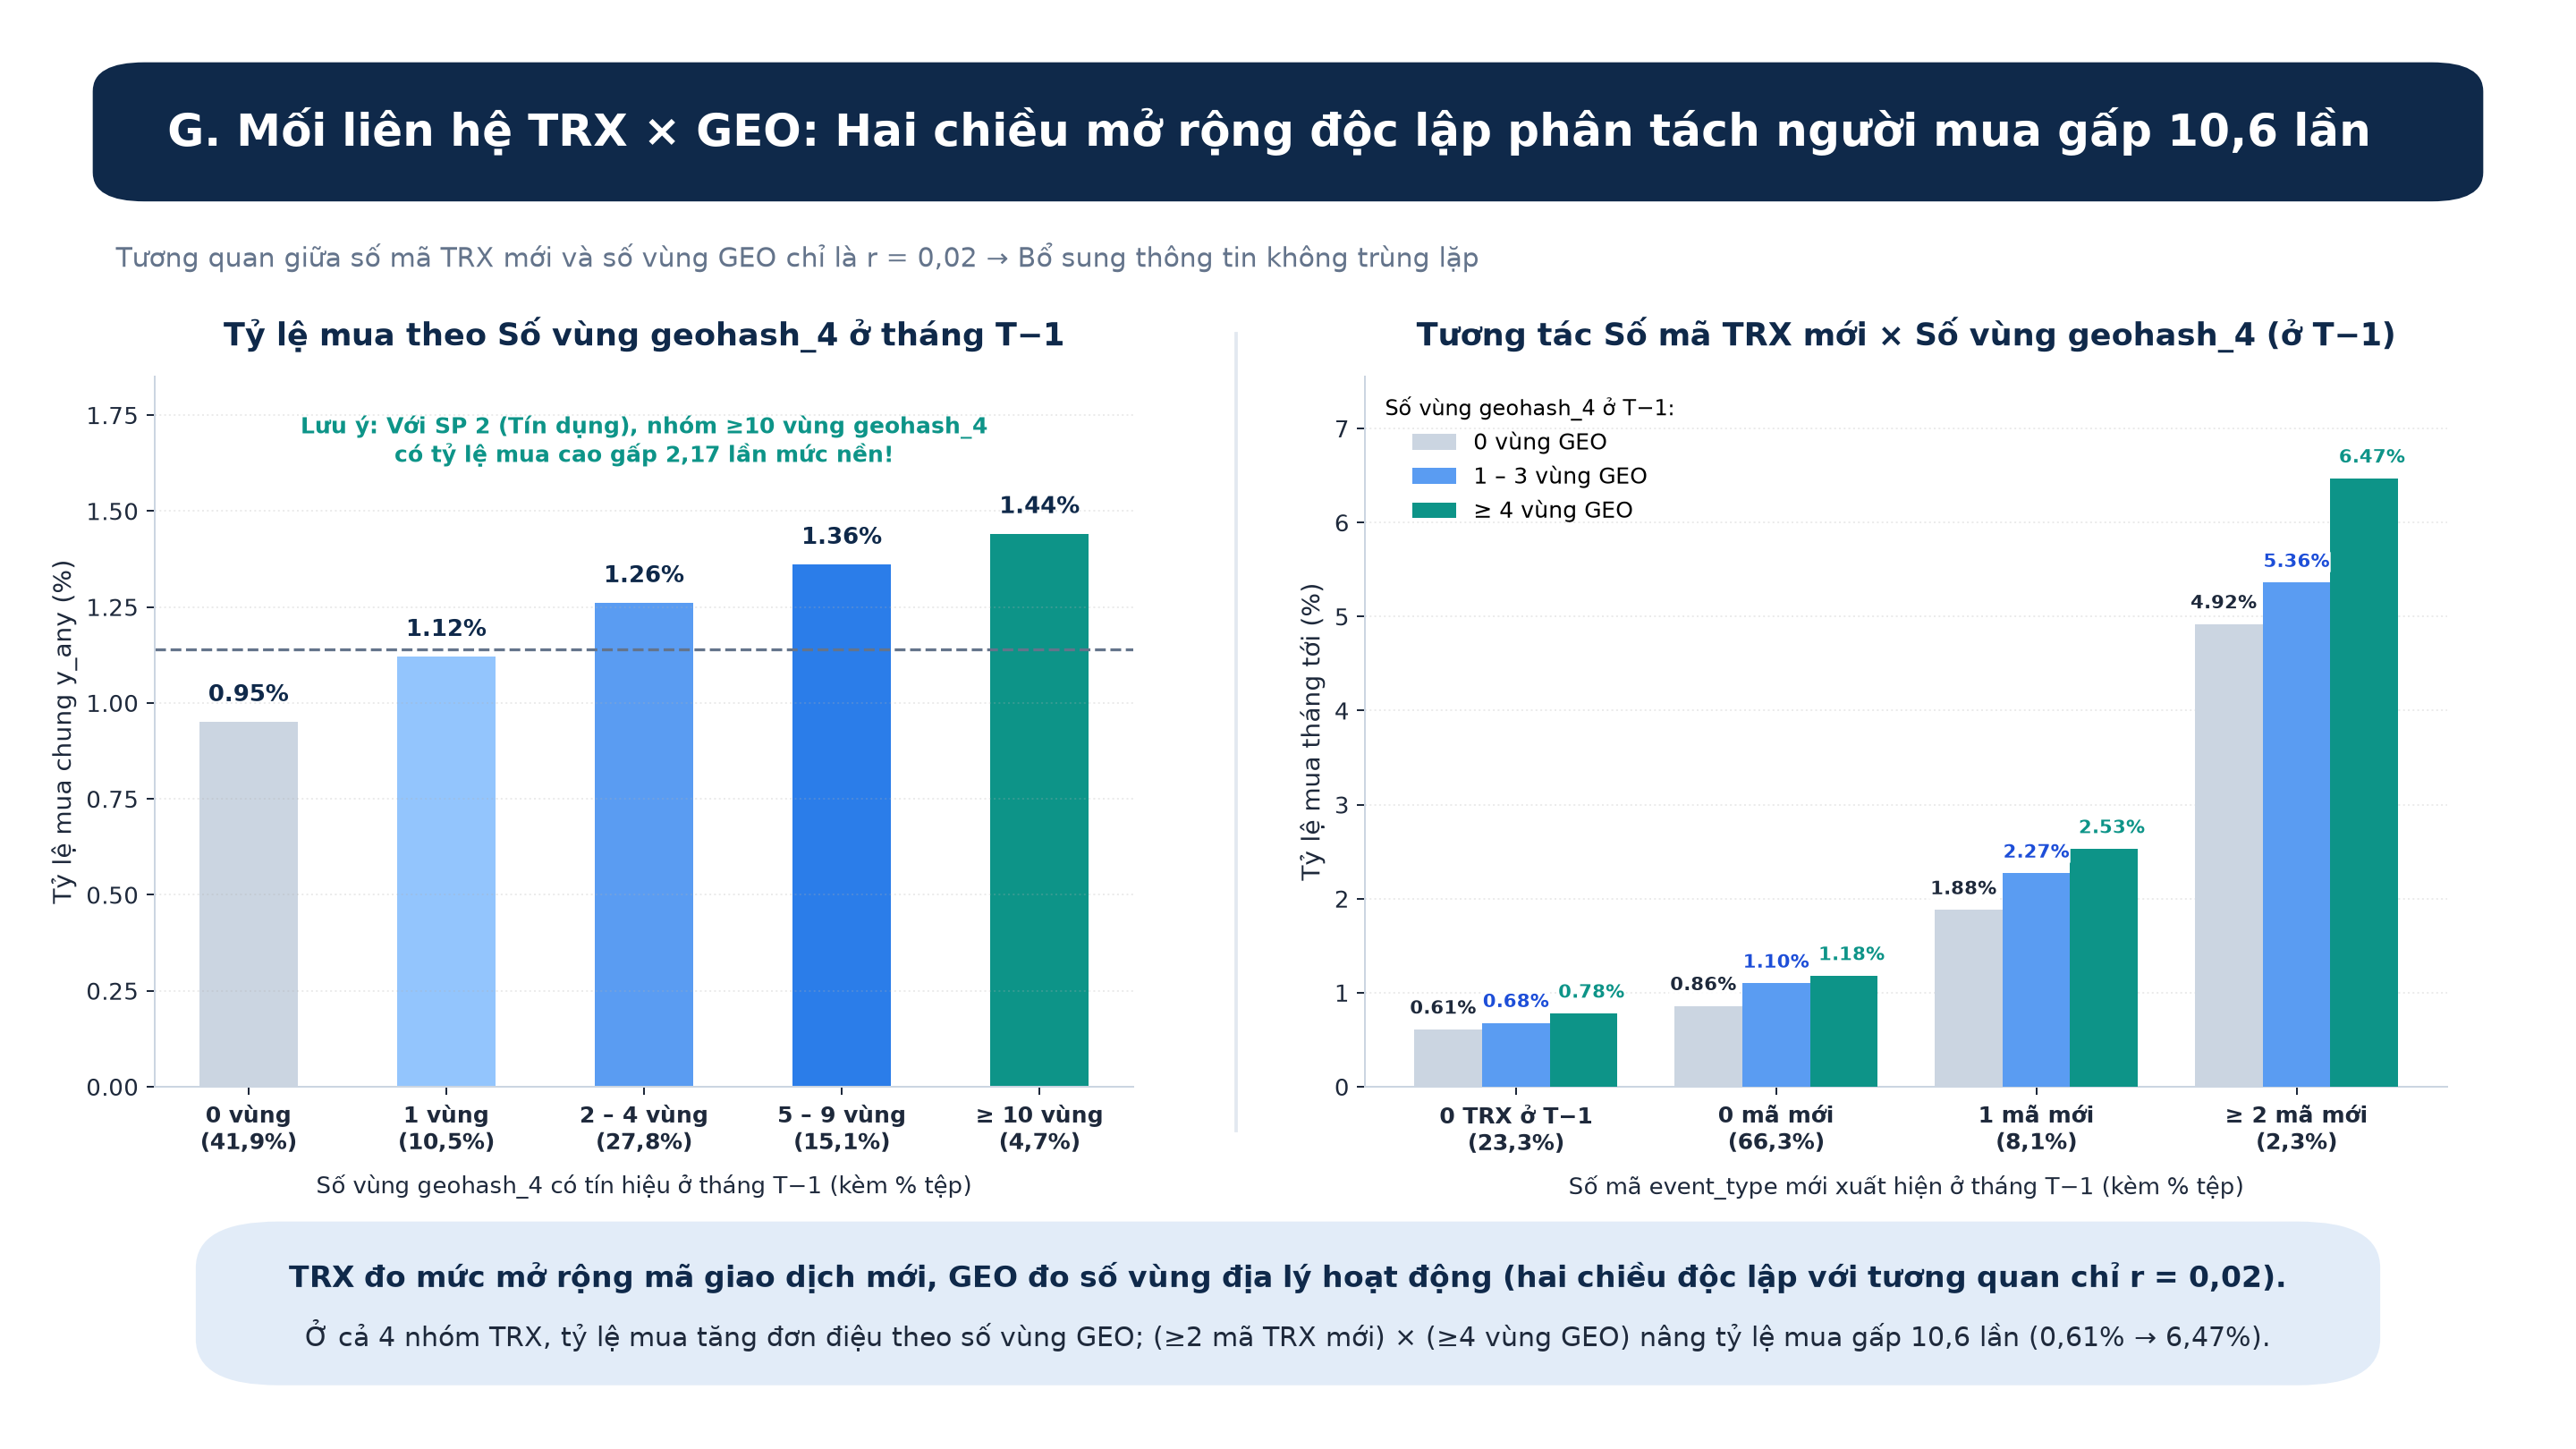 G. Mối liên hệ TRX × GEO: Hai chiều mở rộng độc lập phân tách người mua gấp 10,6 lần
Tương quan giữa số mã TRX mới và số vùng GEO chỉ là r = 0,02 → Bổ sung thông tin không trùng lặp
Tỷ lệ mua theo Số vùng geohash_4 ở tháng T−1
Lưu ý: Với SP 2 (Tín dụng), nhóm ≥10 vùng geohash_4
có tỷ lệ mua cao gấp 2,17 lần mức nền!
Tỷ lệ mua chung y_any (%)
1.75
1.50
1.25
1.00
0.75
0.50
0.25
0.00
0.95%
1.12%
1.26%
1.36%
1.44%
0 vùng
(41,9%)
1 vùng
(10,5%)
2 – 4 vùng
(27,8%)
5 – 9 vùng
(15,1%)
≥ 10 vùng
(4,7%)
Số vùng geohash_4 có tín hiệu ở tháng T−1 (kèm % tệp)
Tương tác Số mã TRX mới × Số vùng geohash_4 (ở T−1)
Số vùng geohash_4 ở T−1:
0 vùng GEO
1 – 3 vùng GEO
≥ 4 vùng GEO
Tỷ lệ mua tháng tới (%)
7
6
5
4
3
2
1
0
0.61%
0.68%
0.78%
0.86%
1.10%
1.18%
1.88%
2.27%
2.53%
4.92%
5.36%
6.47%
0 TRX ở T−1
(23,3%)
0 mã mới
(66,3%)
1 mã mới
(8,1%)
≥ 2 mã mới
(2,3%)
Số mã event_type mới xuất hiện ở tháng T−1 (kèm % tệp)
TRX đo mức mở rộng mã giao dịch mới, GEO đo số vùng địa lý hoạt động (hai chiều độc lập với tương quan chỉ r = 0,02).
Ở cả 4 nhóm TRX, tỷ lệ mua tăng đơn điệu theo số vùng GEO; (≥2 mã TRX mới) × (≥4 vùng GEO) nâng tỷ lệ mua gấp 10,6 lần (0,61% → 6,47%).